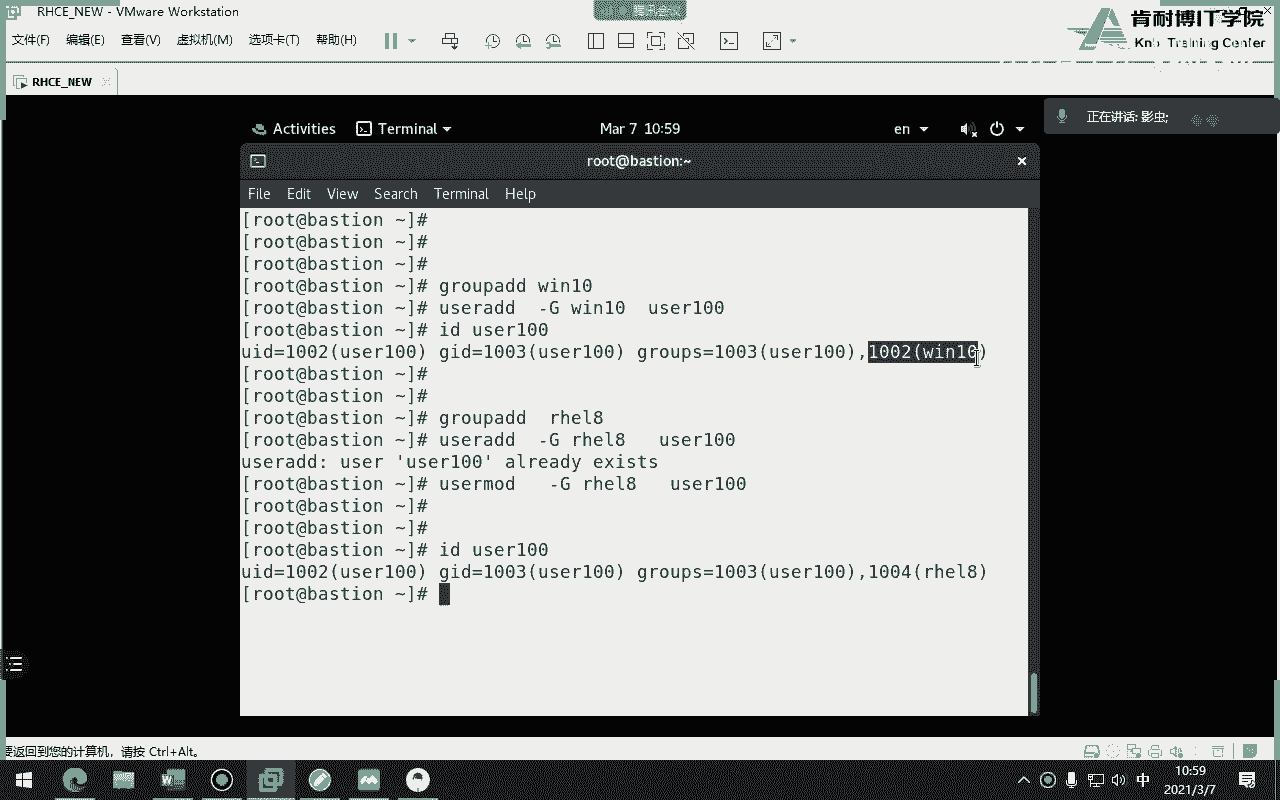 RHCE_NEW - VMware Workstation
肯耐博IT学院
文件(F) 编辑(E) 查看(V) 虚拟机(M) 选项卡(T) 帮助(H)
Training Center
RHCE_NEW
正在讲话: 影虫;
Activities Terminal Mar 7 10:59 en
root@bastion:~
File Edit View Search Terminal Help
[root@bastion ~]#
[root@bastion ~]#
[root@bastion ~]#
[root@bastion ~]# groupadd win10
[root@bastion ~]# useradd -G win10 user100
[root@bastion ~]# id user100
uid=1002(user100) gid=1003(user100) groups=1003(user100),1002(win10)
[root@bastion ~]#
[root@bastion ~]#
[root@bastion ~]# groupadd rhel8
[root@bastion ~]# useradd -G rhel8 user100
useradd: user 'user100' already exists
[root@bastion ~]# usermod -G rhel8 user100
[root@bastion ~]#
[root@bastion ~]#
[root@bastion ~]# id user100
uid=1002(user100) gid=1003(user100) groups=1003(user100),1004(rhel8)
[root@bastion ~]#
要返回到您的计算机，请按 Ctrl+Alt。
中
10:59
2021/3/7